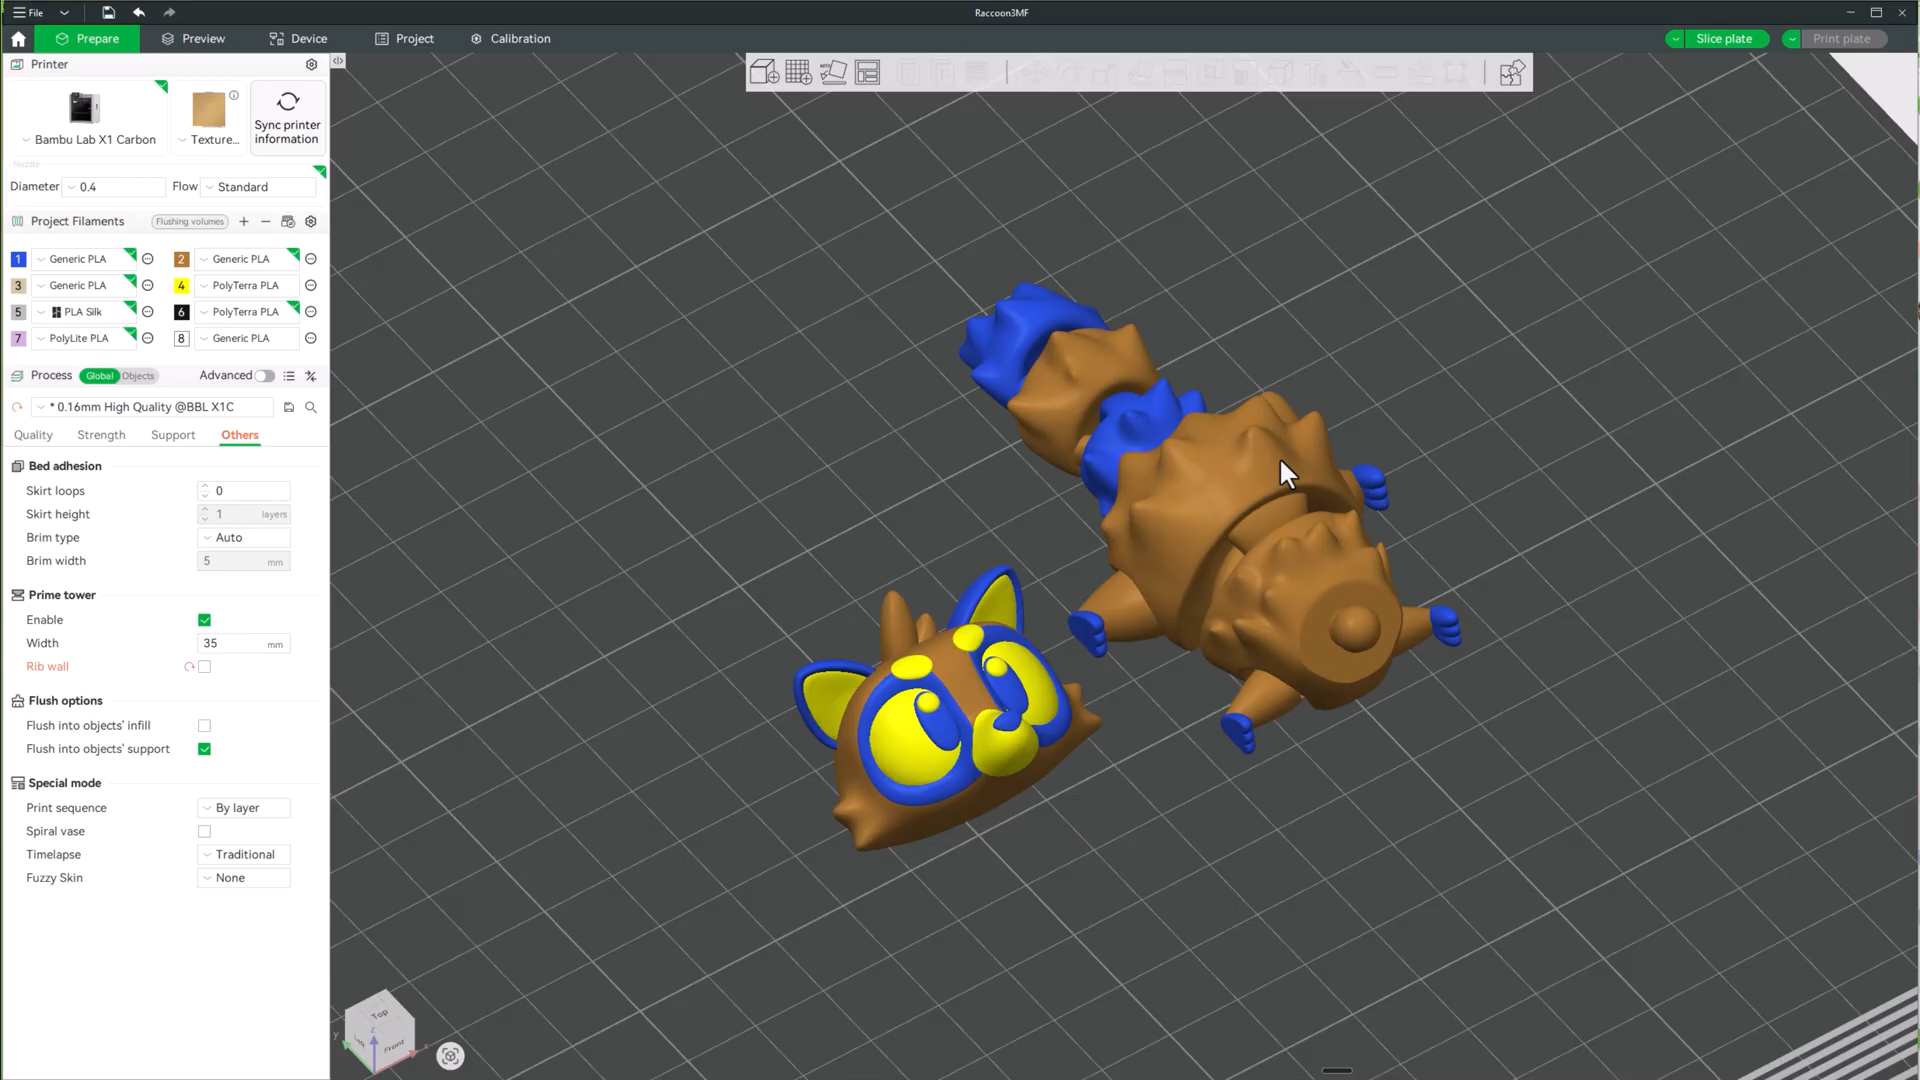 File
Raccoon3MF
Prepare
Preview
Device
Project
Calibration
Slice plate
Print plate
Printer
Bambu Lab X1 Carbon
Texture...
Sync printer
information
Nozzle
Diameter
0.4
Flow
Standard
Project Filaments
Flushing volumes
1
Generic PLA
2
Generic PLA
3
Generic PLA
4
PolyTerra PLA
5
PLA Silk
6
PolyTerra PLA
7
PolyLite PLA
8
Generic PLA
Process
Global
Objects
Advanced
* 0.16mm High Quality @BBL X1C
Quality
Strength
Support
Others
Bed adhesion
Skirt loops
0
Skirt height
1
layers
Brim type
Auto
Brim width
5
mm
Prime tower
Enable
Width
35
mm
Rib wall
Flush options
Flush into objects' infill
Flush into objects' support
Special mode
Print sequence
By layer
Spiral vase
Timelapse
Traditional
Fuzzy Skin
None
Top
Left
Front
z
y
x